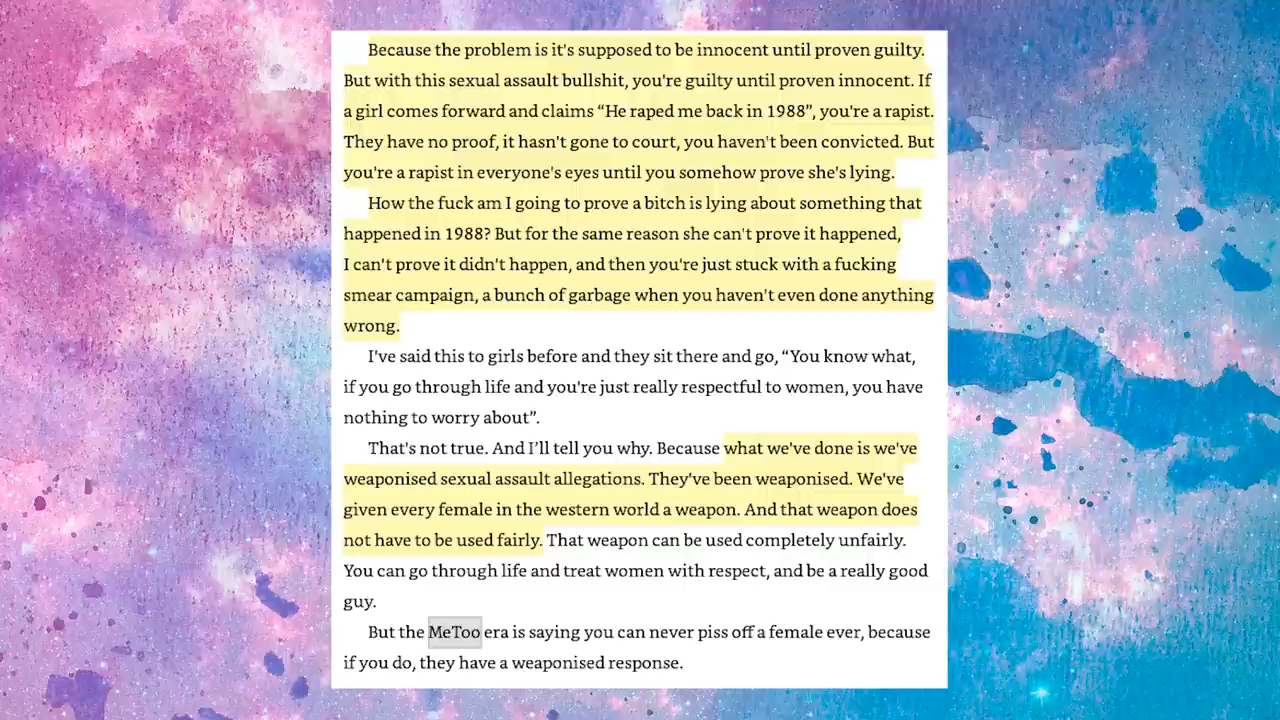 Because the problem is it's supposed to be innocent until proven guilty.
But with this sexual assault bullshit, you're guilty until proven innocent. If
a girl comes forward and claims “He raped me back in 1988”, you're a rapist.
They have no proof, it hasn't gone to court, you haven't been convicted. But
you're a rapist in everyone's eyes until you somehow prove she's lying.
How the fuck am I going to prove a bitch is lying about something that
happened in 1988? But for the same reason she can't prove it happened,
I can't prove it didn't happen, and then you're just stuck with a fucking
smear campaign, a bunch of garbage when you haven't even done anything
wrong.
I've said this to girls before and they sit there and go, “You know what,
if you go through life and you're just really respectful to women, you have
nothing to worry about”.
That's not true. And I’ll tell you why. Because what we've done is we've
weaponised sexual assault allegations. They've been weaponised. We've
given every female in the western world a weapon. And that weapon does
not have to be used fairly. That weapon can be used completely unfairly.
You can go through life and treat women with respect, and be a really good
guy.
But the MeToo era is saying you can never piss off a female ever, because
if you do, they have a weaponised response.